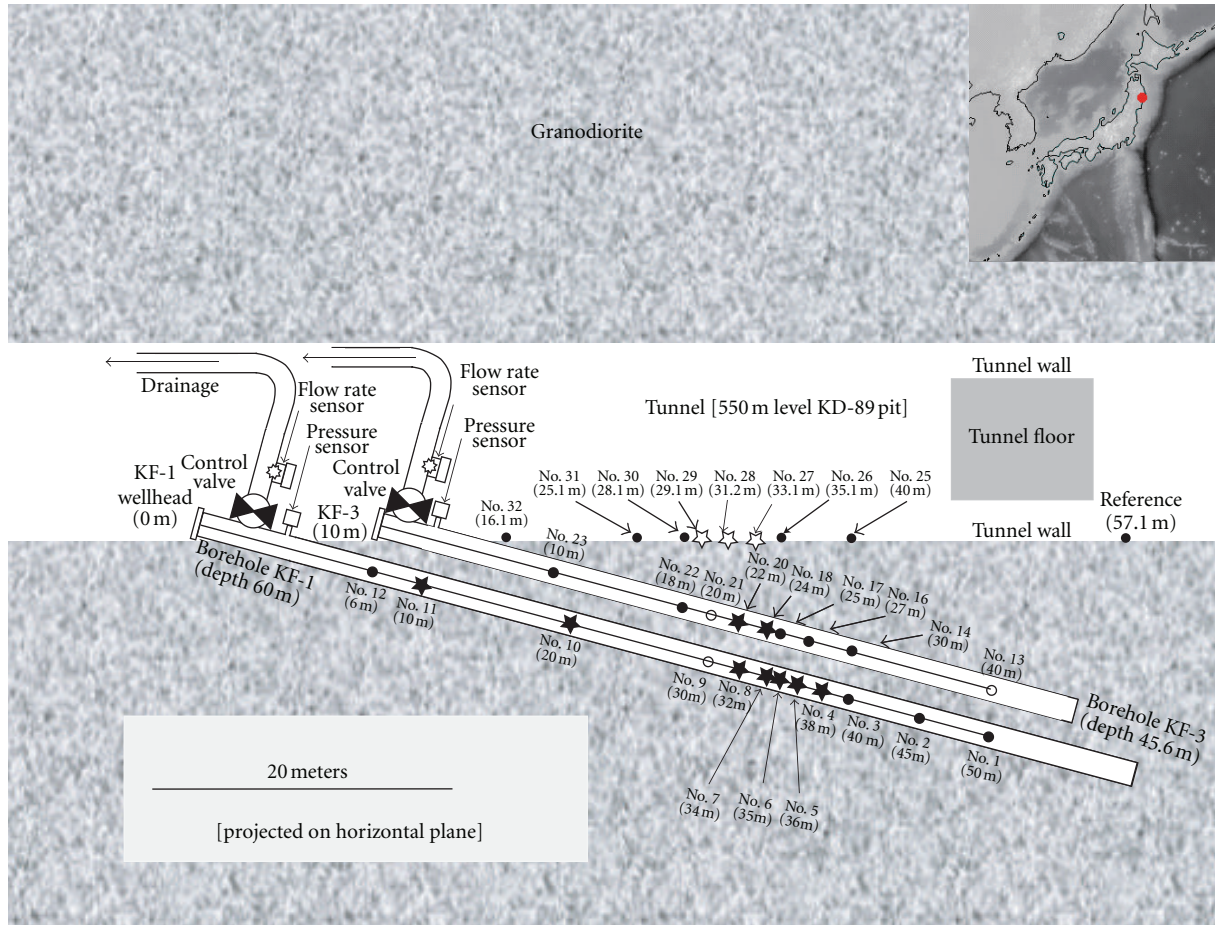 Granodiorite
Tunnel wall
Tunnel floor
Tunnel wall
Tunnel [550 m level KD-89 pit]
Drainage
Flow rate
sensor
Pressure
sensor
Flow rate
sensor
Pressure
sensor
KF-1
wellhead
(0 m)
Control
valve
Control
valve
KF-3
(10 m)
No. 32
(16.1 m)
No. 31
(25.1 m)
No. 30
(28.1 m)
No. 29
(29.1 m)
No. 28
(31.2 m)
No. 27
(33.1 m)
No. 26
(35.1 m)
No. 25
(40 m)
Reference
(57.1 m)
Borehole KF-1
(depth 60 m)
No. 23
(10 m)
No. 22
(18 m)
No. 21
(20 m)
No. 20
(22 m)
No. 18
(24 m)
No. 17
(25 m)
No. 16
(27 m)
No. 14
(30 m)
No. 13
(40 m)
Borehole KF-3
(depth 45.6 m)
No. 12
(6 m)
No. 11
(10 m)
No. 10
(20 m)
No. 9
(30m)
No. 8
(32m)
No. 4
(38 m)
No. 3
(40 m)
No. 2
(45m)
No. 1
(50 m)
No. 7
(34m)
No. 6
(35m)
No. 5
(36m)
20 meters
[projected on horizontal plane]